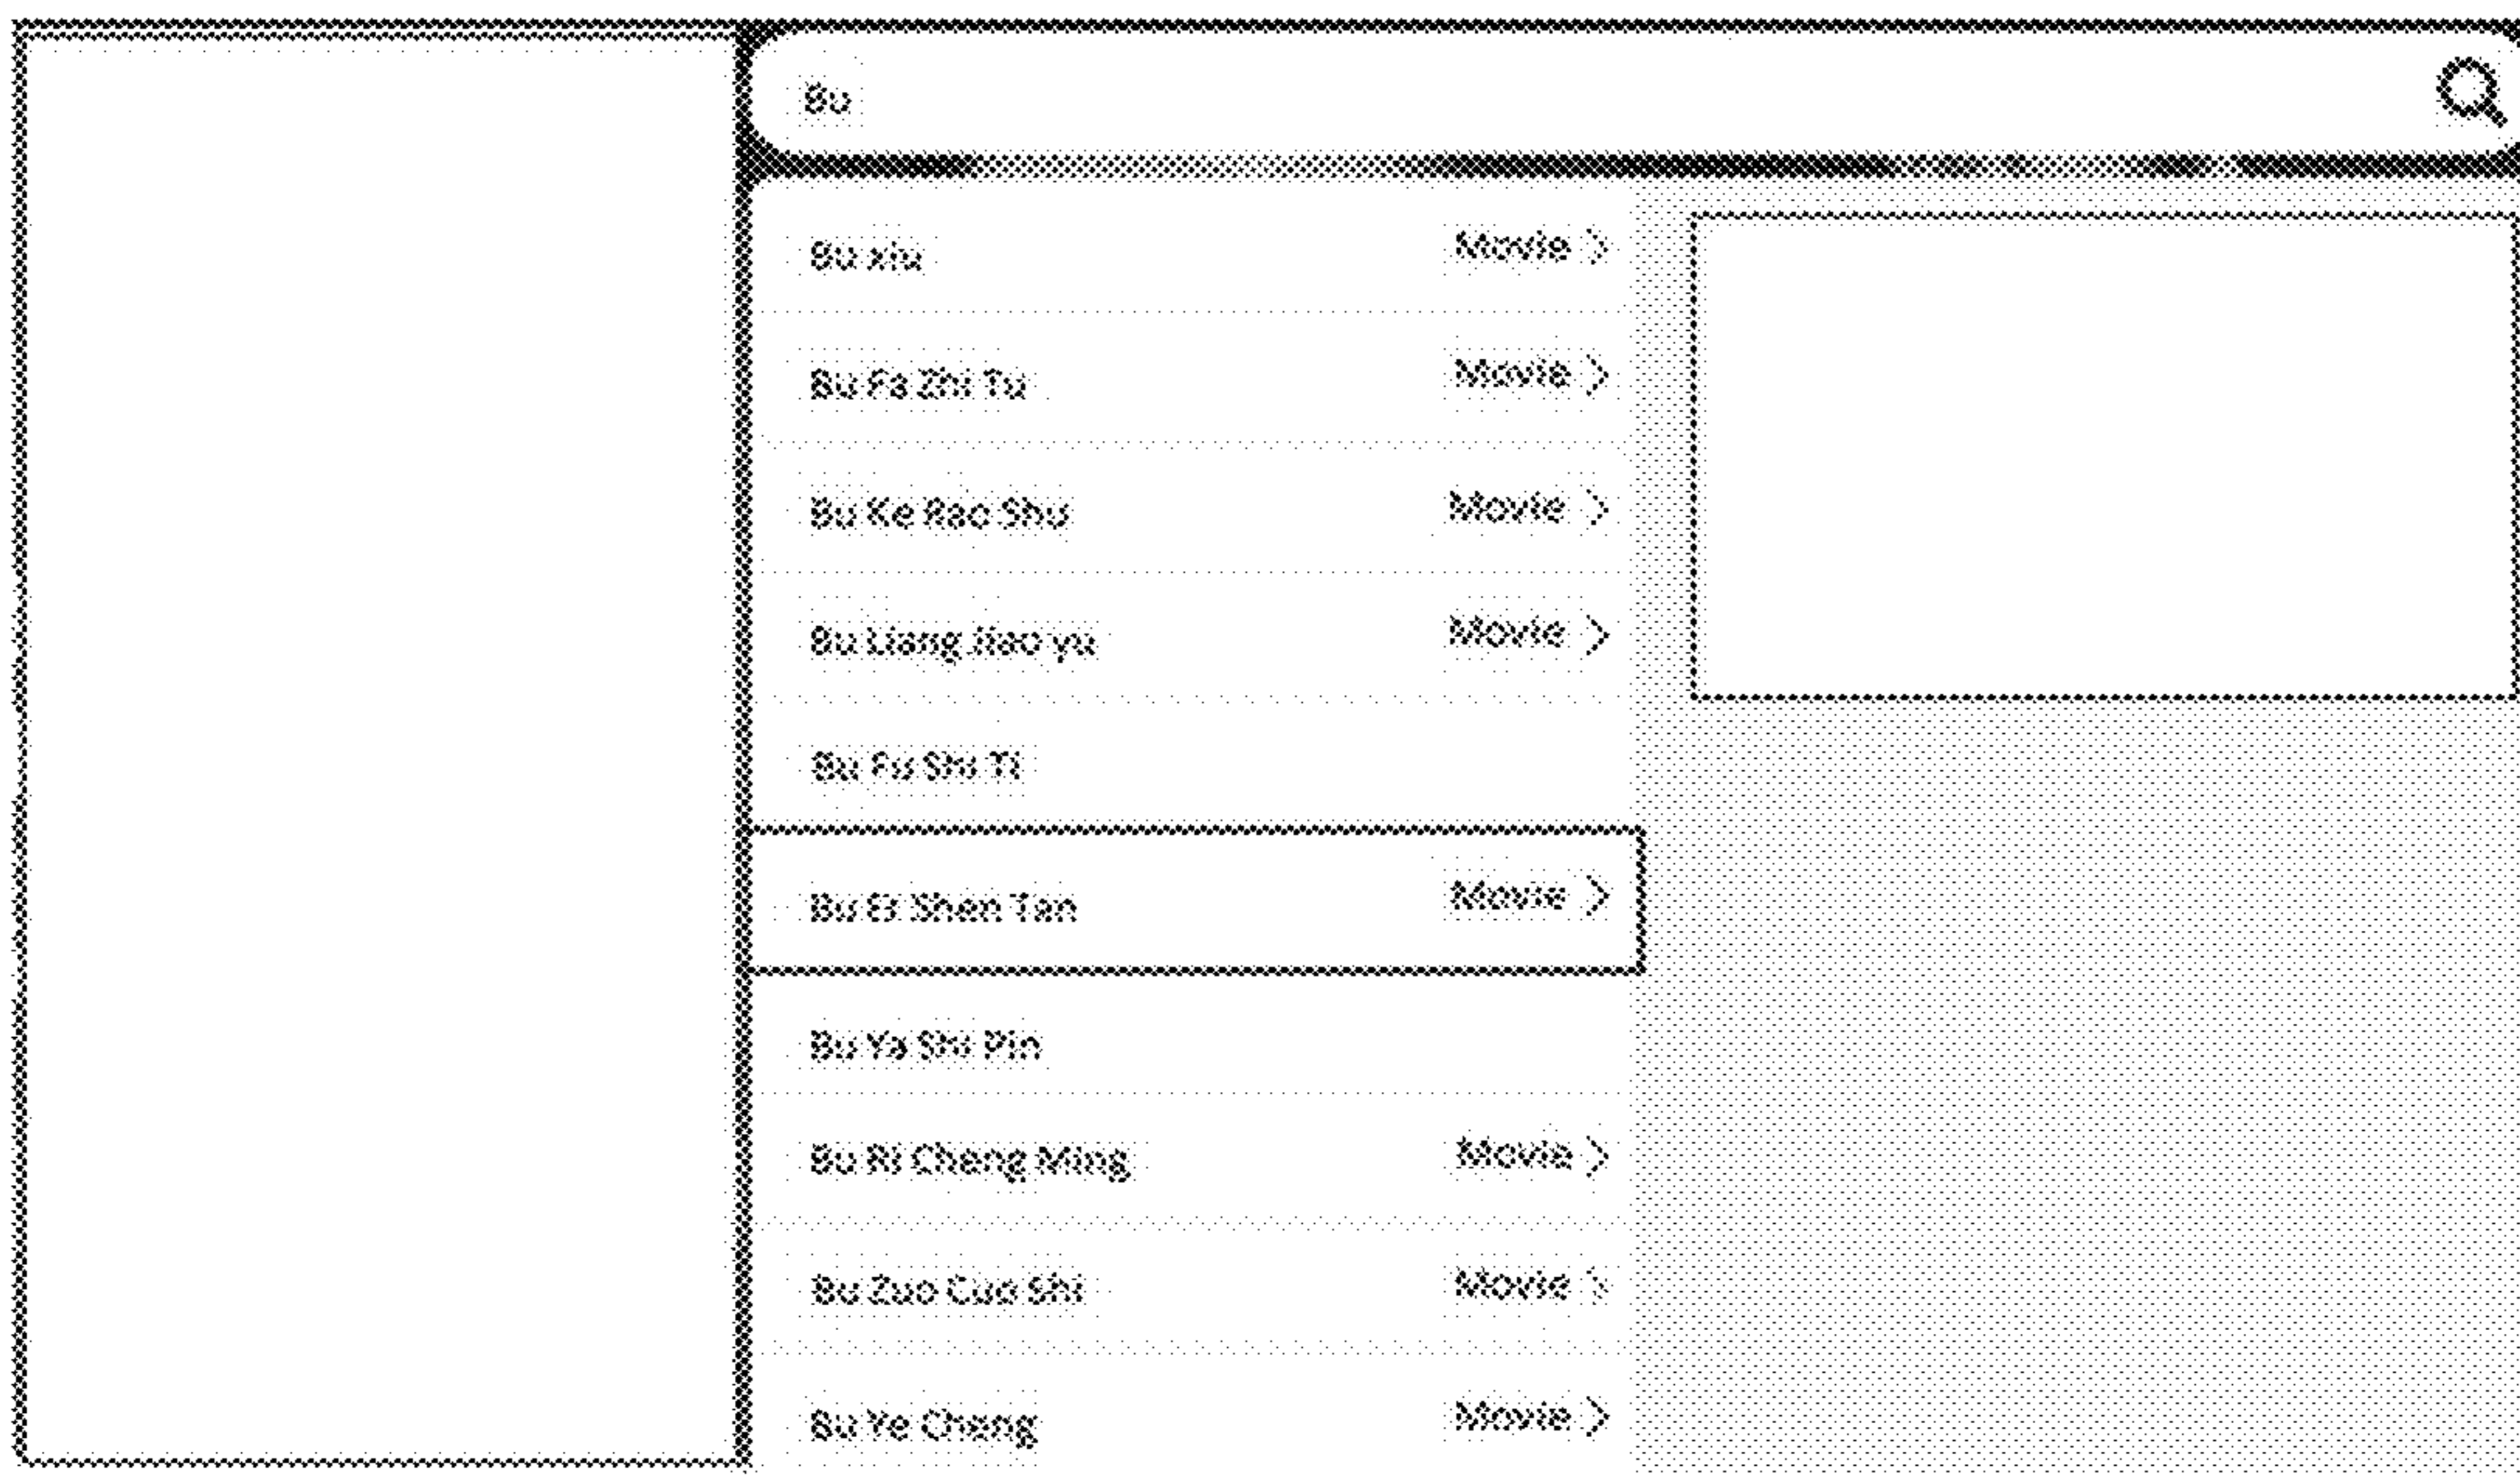 Bu
Bu xiu Movie >
Bu Fa Zhi Tu Movie >
Bu Ke Rao Shu Movie >
Bu Liang Jiao yu Movie >
Bu Fu Shi Ti
Bu Er Shen Tan Movie >
Bu Ya Shi Pin
Bu Ri Cheng Ming Movie >
Bu Zuo Cuo Shi Movie >
Bu Ye Cheng Movie >